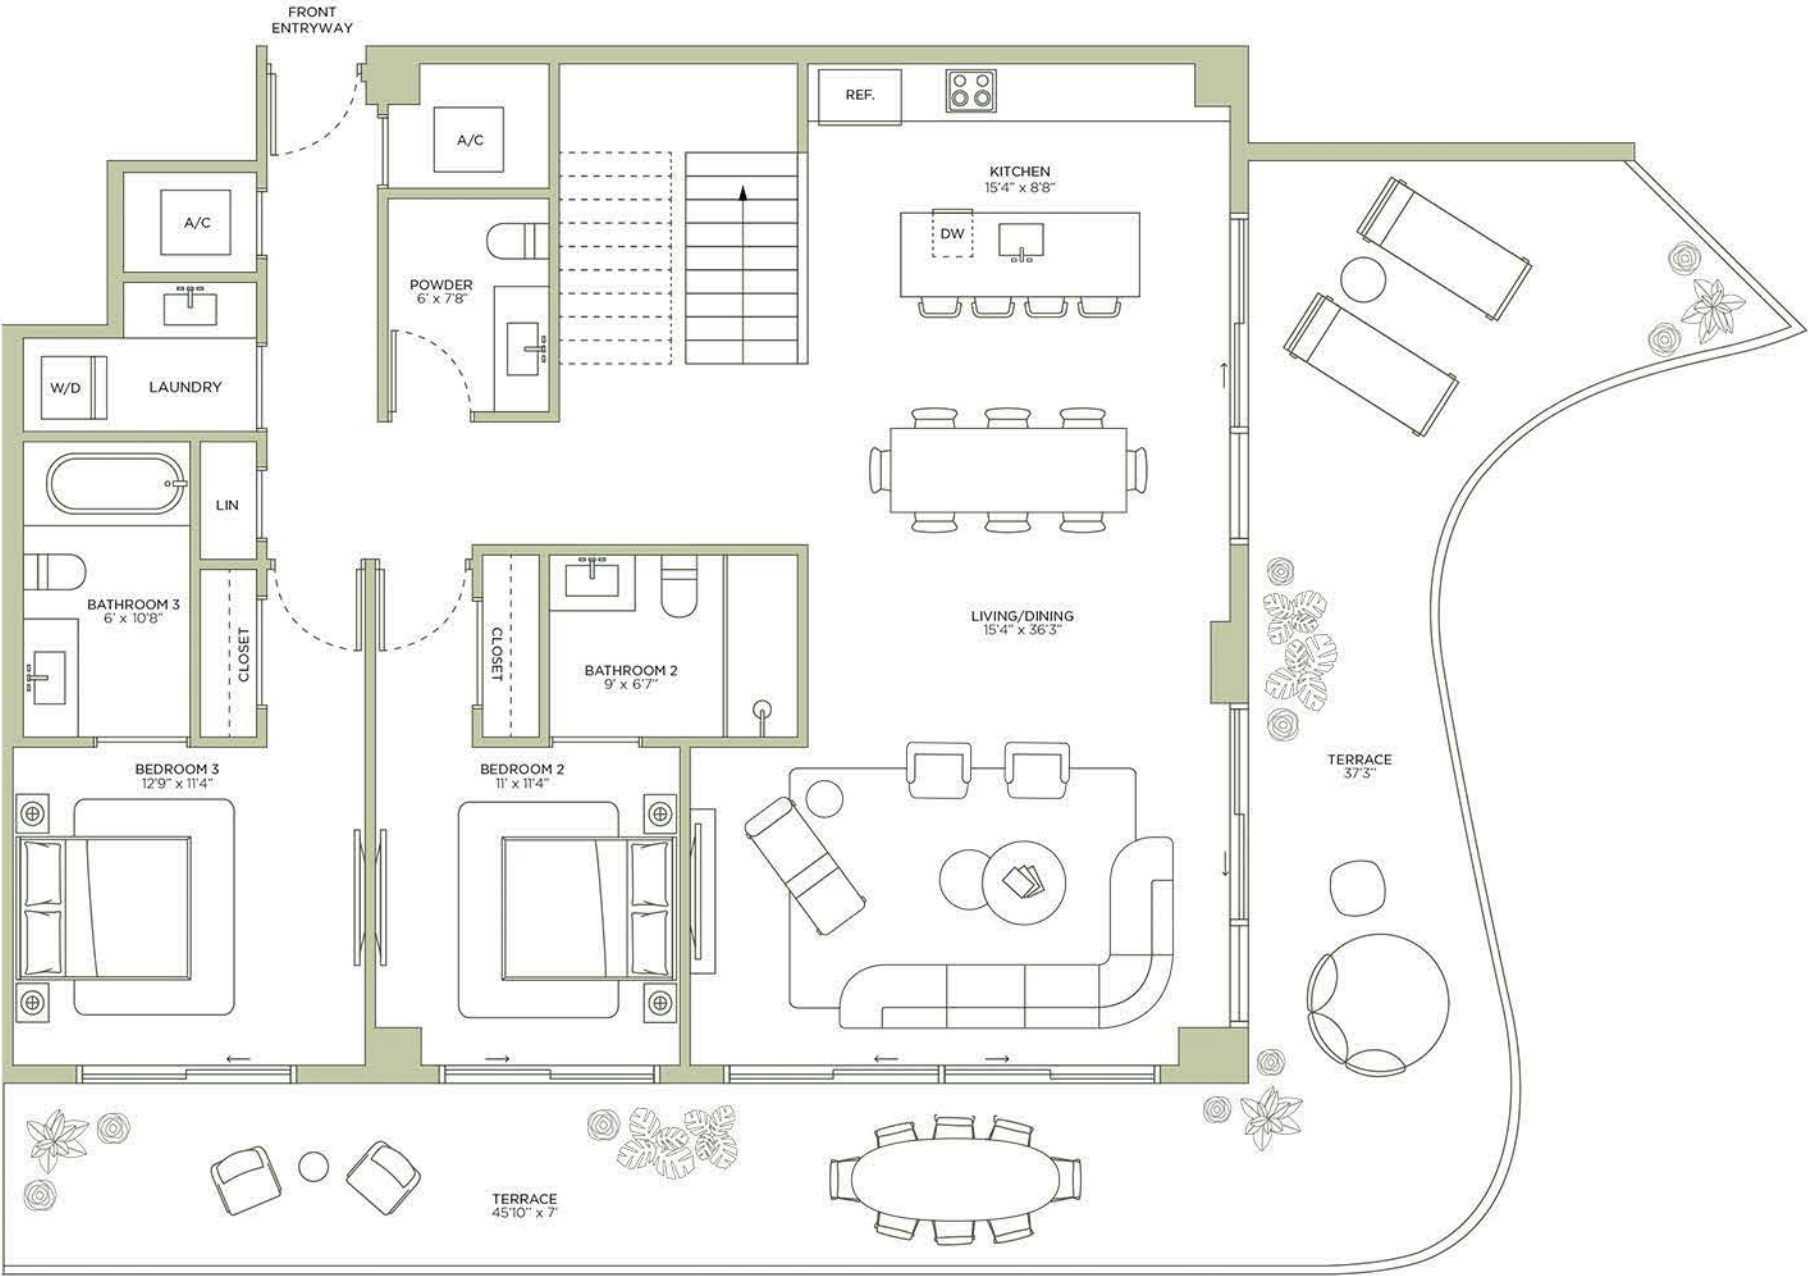 FRONT
ENTRYWAY
REF.
A/C
KITCHEN
15'4" x 8'8"
A/C
DW
POWDER
6' x 7'8"
W/D
LAUNDRY
LIN
BATHROOM 3
6' x 10'8"
CLOSET
CLOSET
BATHROOM 2
9' x 6'7"
LIVING/DINING
15'4" x 36'3"
BEDROOM 3
12'9" x 11'4"
BEDROOM 2
11' x 11'4"
TERRACE
37'3"
TERRACE
45'10" x 7'